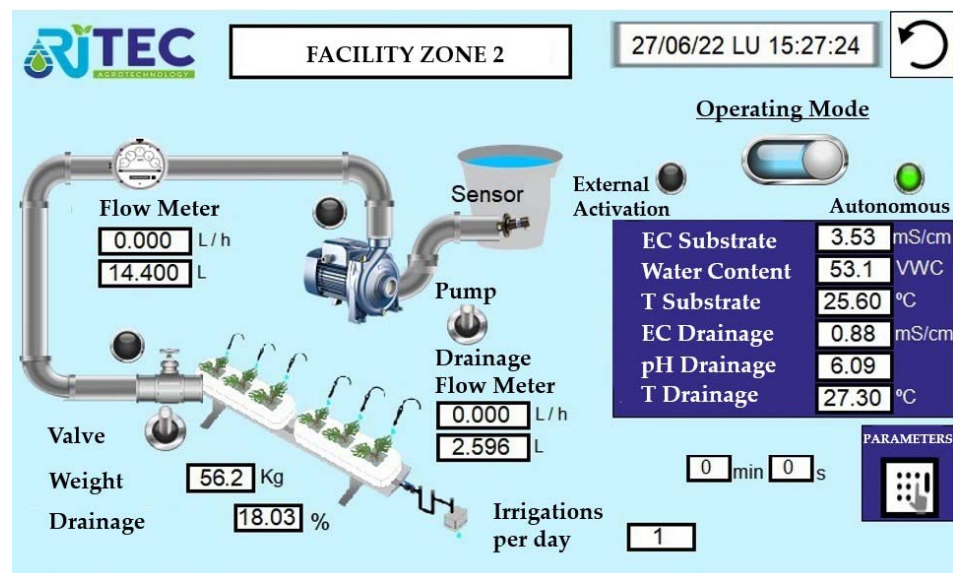 RITEC
AGROTECHNOLOGY
FACILITY ZONE 2
27/06/22 LU 15:27:24
Operating Mode
External
Activation
Autonomous
Sensor
Flow Meter
0.000 L/h
14.400 L
EC Substrate 3.53 mS/cm
Water Content 53.1 VWC
T Substrate 25.60 ºC
EC Drainage 0.88 mS/cm
pH Drainage 6.09
T Drainage 27.30 ºC
Pump
Drainage
Flow Meter
0.000 L/h
2.596 L
Valve
Weight 56.2 Kg
Drainage 18.03 %
PARAMETERS
0 min 0 s
Irrigations
per day 1